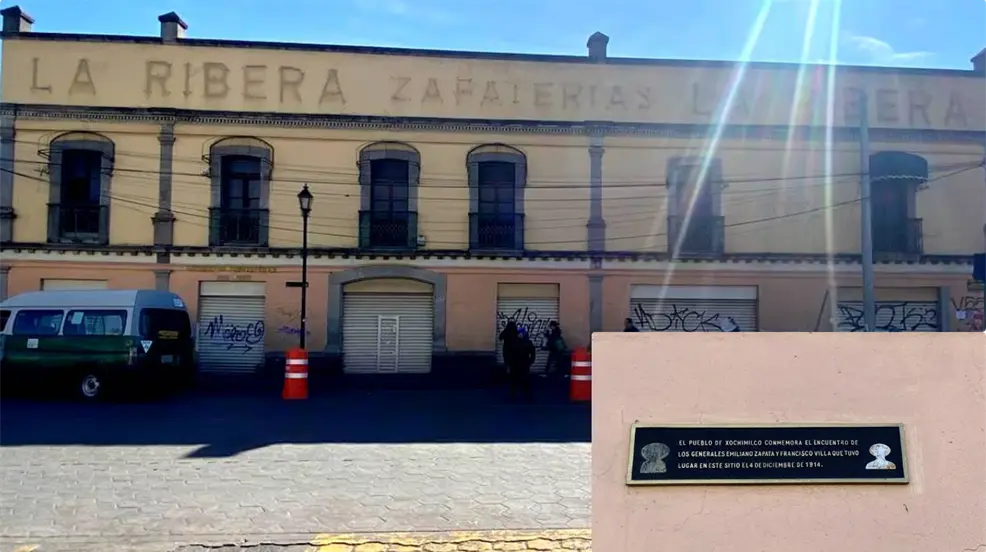 LA RIBERA ZAPATERIAS LA RIBERA
EL PUEBLO DE XOCHIMILCO CONMEMORA EL ENCUENTRO DE
LOS GENERALES EMILIANO ZAPATA Y FRANCISCO VILLA QUE TUVO
LUGAR EN ESTE SITIO EL 4 DE DICIEMBRE DE 1914.